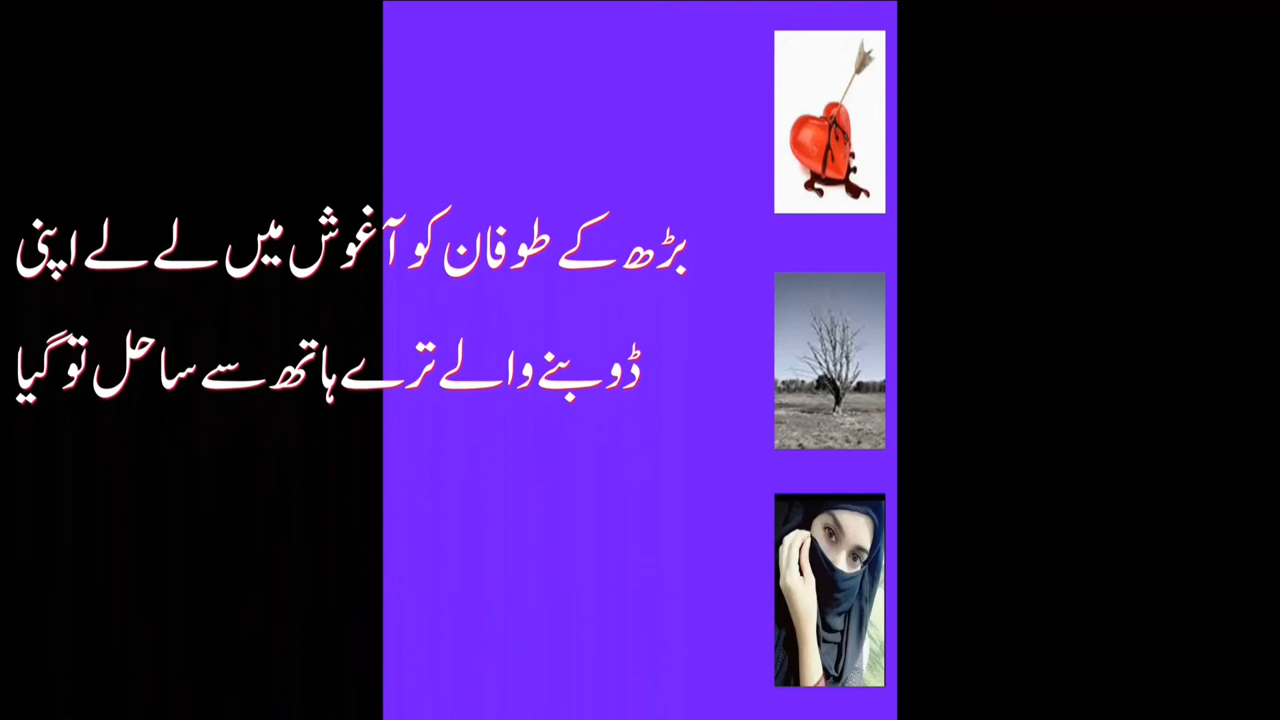 بڑھ کے طوفان کو آغوش میں لے لے اپنی
ڈوبنے والے ترے ہاتھ سے ساحل تو گیا